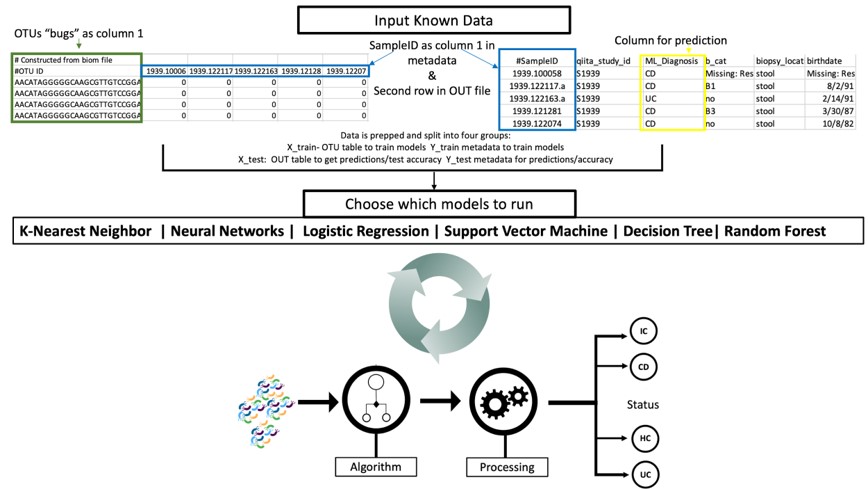 Input Known Data
OTUs “bugs” as column 1
SampleID as column 1 in
metadata
&
Second row in OUT file
Column for prediction
# Constructed from biom file
#OTU ID 1939.10006 1939.122117 1939.122163 1939.12128 1939.12207
AACATAGGGGGCAAGCGTTGTCCGGA 0 0 0 0 0
AACATAGGGGGCAAGCGTTGTCCGGA 0 0 0 0 0
AACATAGGGGGCAAGCGTTGTCCGGA 0 0 0 0 0
AACATAGGGGGCAAGCGTTGTCCGGA 0 0 0 0 0
#SampleID qiita_study_id ML_Diagnosis b_cat biopsy_locat birthdate
1939.100058 S1939 CD Missing: Res stool Missing: Res
1939.122117.a S1939 CD B1 stool 8/2/91
1939.122163.a S1939 UC no stool 2/14/91
1939.121281 S1939 CD B3 stool 3/30/87
1939.122074 S1939 CD no stool 10/8/82
Data is prepped and split into four groups:
X_train- OTU table to train models Y_train metadata to train models
X_test: OUT table to get predictions/test accuracy Y_test metadata for predictions/accuracy
Choose which models to run
K-Nearest Neighbor | Neural Networks | Logistic Regression | Support Vector Machine | Decision Tree | Random Forest
IC
CD
Status
HC
UC
Algorithm
Processing